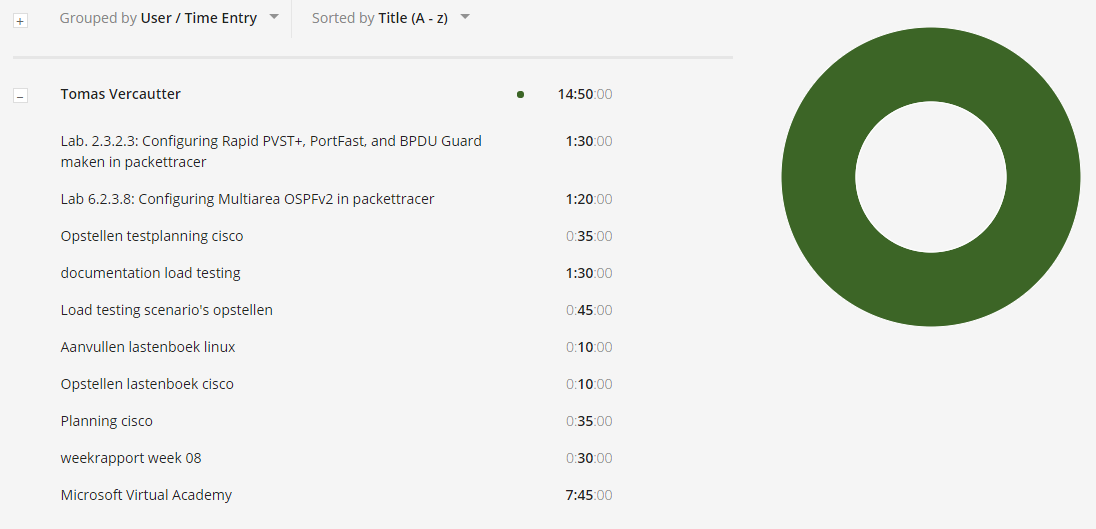 Grouped by User / Time Entry Sorted by Title (A - z)
Tomas Vercautter 14:50:00
Lab. 2.3.2.3: Configuring Rapid PVST+, PortFast, and BPDU Guard 1:30:00
maken in packettracer
Lab 6.2.3.8: Configuring Multiarea OSPFv2 in packettracer 1:20:00
Opstellen testplanning cisco 0:35:00
documentation load testing 1:30:00
Load testing scenario's opstellen 0:45:00
Aanvullen lastenboek linux 0:10:00
Opstellen lastenboek cisco 0:10:00
Planning cisco 0:35:00
weekrapport week 08 0:30:00
Microsoft Virtual Academy 7:45:00